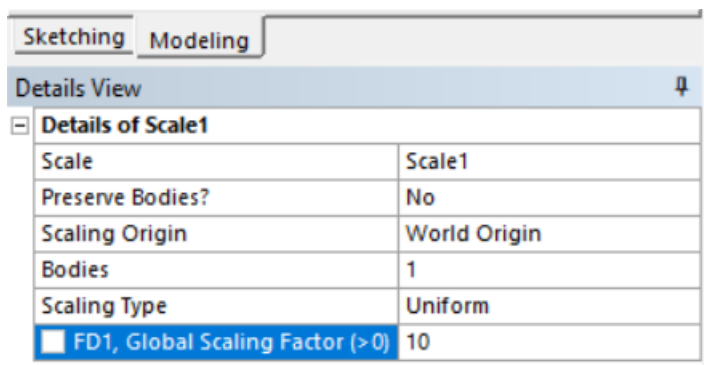 Sketching Modeling
Details View
Details of Scale1
Scale Scale1
Preserve Bodies? No
Scaling Origin World Origin
Bodies 1
Scaling Type Uniform
FD1, Global Scaling Factor (>0) 10